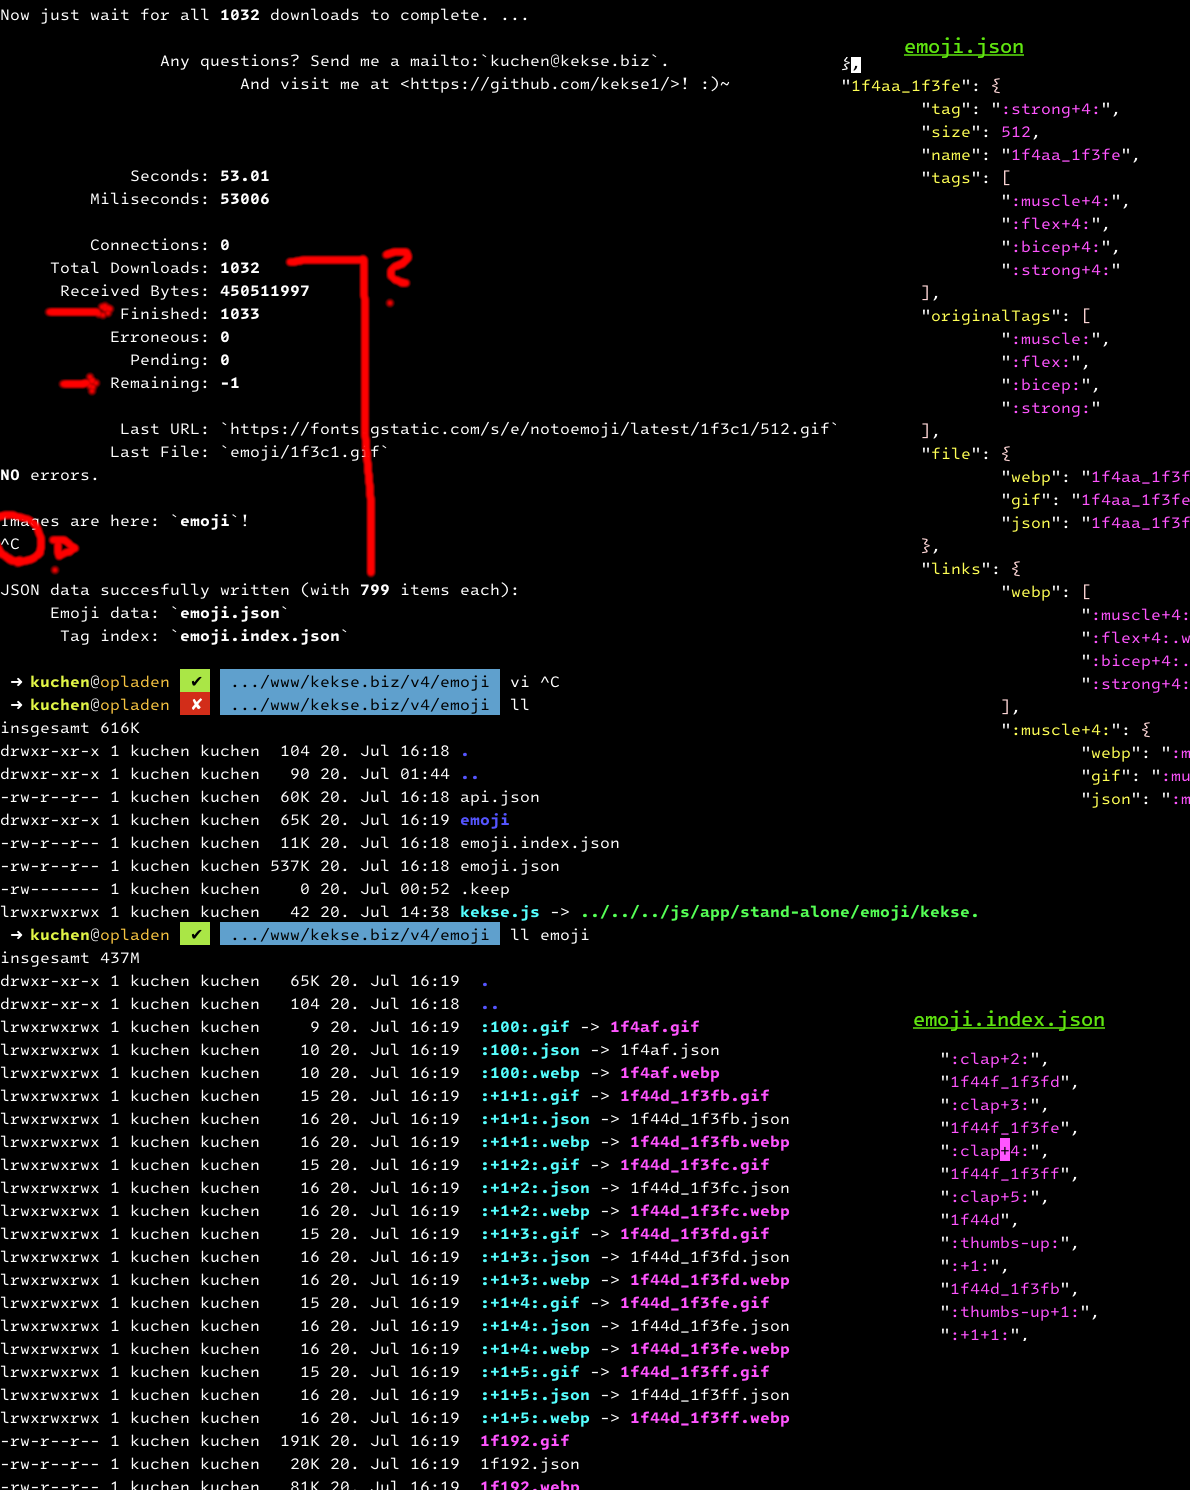 Now just wait for all 1032 downloads to complete. ...
Any questions? Send me a mailto:`kuchen@kekse.biz`.
And visit me at <https://github.com/kekse1/>! :)~
Seconds: 53.01
Miliseconds: 53006
Connections: 0
Total Downloads: 1032
?
Received Bytes: 450511997
Finished: 1033
Erroneous: 0
Pending: 0
Remaining: -1
Last URL: `https://fonts.gstatic.com/s/e/notoemoji/latest/1f3c1/512.gif`
Last File: `emoji/1f3c1.gif`
NO errors.
Images are here: `emoji`!
^C
JSON data succesfully written (with 799 items each):
Emoji data: `emoji.json`
Tag index: `emoji.index.json`
➜ kuchen@opladen ✔ .../www/kekse.biz/v4/emoji vi ^C
➜ kuchen@opladen ✘ .../www/kekse.biz/v4/emoji ll
insgesamt 616K
drwxr-xr-x 1 kuchen kuchen 104 20. Jul 16:18 .
drwxr-xr-x 1 kuchen kuchen 90 20. Jul 01:44 ..
-rw-r--r-- 1 kuchen kuchen 60K 20. Jul 16:18 api.json
drwxr-xr-x 1 kuchen kuchen 65K 20. Jul 16:19 emoji
-rw-r--r-- 1 kuchen kuchen 11K 20. Jul 16:18 emoji.index.json
-rw-r--r-- 1 kuchen kuchen 537K 20. Jul 16:18 emoji.json
-rw------- 1 kuchen kuchen 0 20. Jul 00:52 .keep
lrwxrwxrwx 1 kuchen kuchen 42 20. Jul 14:38 kekse.js -> ../../../js/app/stand-alone/emoji/kekse.
➜ kuchen@opladen ✔ .../www/kekse.biz/v4/emoji ll emoji
insgesamt 437M
drwxr-xr-x 1 kuchen kuchen 65K 20. Jul 16:19 .
drwxr-xr-x 1 kuchen kuchen 104 20. Jul 16:18 ..
lrwxrwxrwx 1 kuchen kuchen 9 20. Jul 16:19 :100:.gif -> 1f4af.gif
lrwxrwxrwx 1 kuchen kuchen 10 20. Jul 16:19 :100:.json -> 1f4af.json
lrwxrwxrwx 1 kuchen kuchen 10 20. Jul 16:19 :100:.webp -> 1f4af.webp
lrwxrwxrwx 1 kuchen kuchen 15 20. Jul 16:19 :+1+1:.gif -> 1f44d_1f3fb.gif
lrwxrwxrwx 1 kuchen kuchen 16 20. Jul 16:19 :+1+1:.json -> 1f44d_1f3fb.json
lrwxrwxrwx 1 kuchen kuchen 16 20. Jul 16:19 :+1+1:.webp -> 1f44d_1f3fb.webp
lrwxrwxrwx 1 kuchen kuchen 15 20. Jul 16:19 :+1+2:.gif -> 1f44d_1f3fc.gif
lrwxrwxrwx 1 kuchen kuchen 16 20. Jul 16:19 :+1+2:.json -> 1f44d_1f3fc.json
lrwxrwxrwx 1 kuchen kuchen 16 20. Jul 16:19 :+1+2:.webp -> 1f44d_1f3fc.webp
lrwxrwxrwx 1 kuchen kuchen 15 20. Jul 16:19 :+1+3:.gif -> 1f44d_1f3fd.gif
lrwxrwxrwx 1 kuchen kuchen 16 20. Jul 16:19 :+1+3:.json -> 1f44d_1f3fd.json
lrwxrwxrwx 1 kuchen kuchen 16 20. Jul 16:19 :+1+3:.webp -> 1f44d_1f3fd.webp
lrwxrwxrwx 1 kuchen kuchen 15 20. Jul 16:19 :+1+4:.gif -> 1f44d_1f3fe.gif
lrwxrwxrwx 1 kuchen kuchen 16 20. Jul 16:19 :+1+4:.json -> 1f44d_1f3fe.json
lrwxrwxrwx 1 kuchen kuchen 16 20. Jul 16:19 :+1+4:.webp -> 1f44d_1f3fe.webp
lrwxrwxrwx 1 kuchen kuchen 15 20. Jul 16:19 :+1+5:.gif -> 1f44d_1f3ff.gif
lrwxrwxrwx 1 kuchen kuchen 16 20. Jul 16:19 :+1+5:.json -> 1f44d_1f3ff.json
lrwxrwxrwx 1 kuchen kuchen 16 20. Jul 16:19 :+1+5:.webp -> 1f44d_1f3ff.webp
-rw-r--r-- 1 kuchen kuchen 191K 20. Jul 16:19 1f192.gif
-rw-r--r-- 1 kuchen kuchen 20K 20. Jul 16:19 1f192.json
-rw-r--r-- 1 kuchen kuchen 81K 20. Jul 16:19 1f192.webp
emoji.json
},
"1f4aa_1f3fe": {
"tag": ":strong+4:",
"size": 512,
"name": "1f4aa_1f3fe",
"tags": [
":muscle+4:",
":flex+4:",
":bicep+4:",
":strong+4:"
],
"originalTags": [
":muscle:",
":flex:",
":bicep:",
":strong:"
],
"file": {
"webp": "1f4aa_1f3f
"gif": "1f4aa_1f3fe
"json": "1f4aa_1f3f
},
"links": {
"webp": [
":muscle+4:
":flex+4:.w
":bicep+4:.
":strong+4:
],
":muscle+4:": {
"webp": ":m
"gif": ":mu
"json": ":m
emoji.index.json
":clap+2:",
"1f44f_1f3fd",
":clap+3:",
"1f44f_1f3fe",
":clap+4:",
"1f44f_1f3ff",
":clap+5:",
"1f44d",
":thumbs-up:",
":+1:",
"1f44d_1f3fb",
":thumbs-up+1:",
":+1+1:",